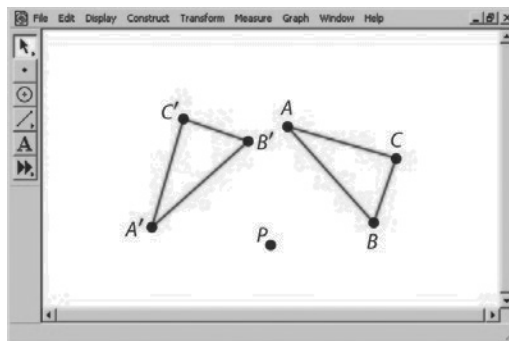 File Edit Display Construct Transform Measure Graph Window Help
A
C'
A
B'
C
A'
P
B